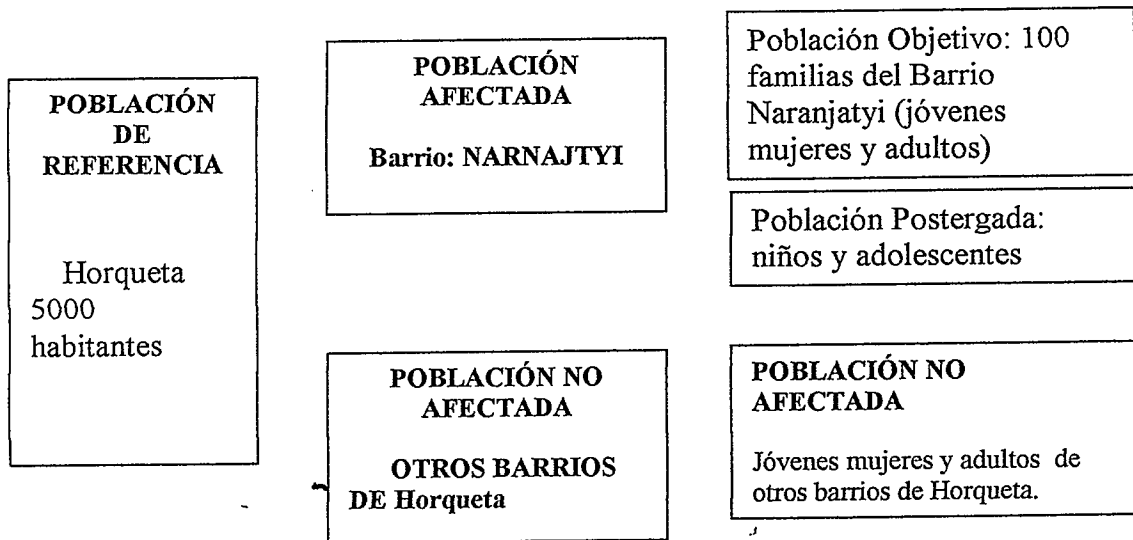 POBLACIÓN
DE
REFERENCIA
Horqueta
5000
habitantes
POBLACIÓN
AFECTADA
Barrio: NARNAJTYI
Población Objetivo: 100
familias del Barrio
Naranjatyi (jóvenes
mujeres y adultos)
Población Postergada:
niños y adolescentes
POBLACIÓN NO
AFECTADA
OTROS BARRIOS
DE Horqueta
POBLACIÓN NO
AFECTADA
Jóvenes mujeres y adultos de
otros barrios de Horqueta.